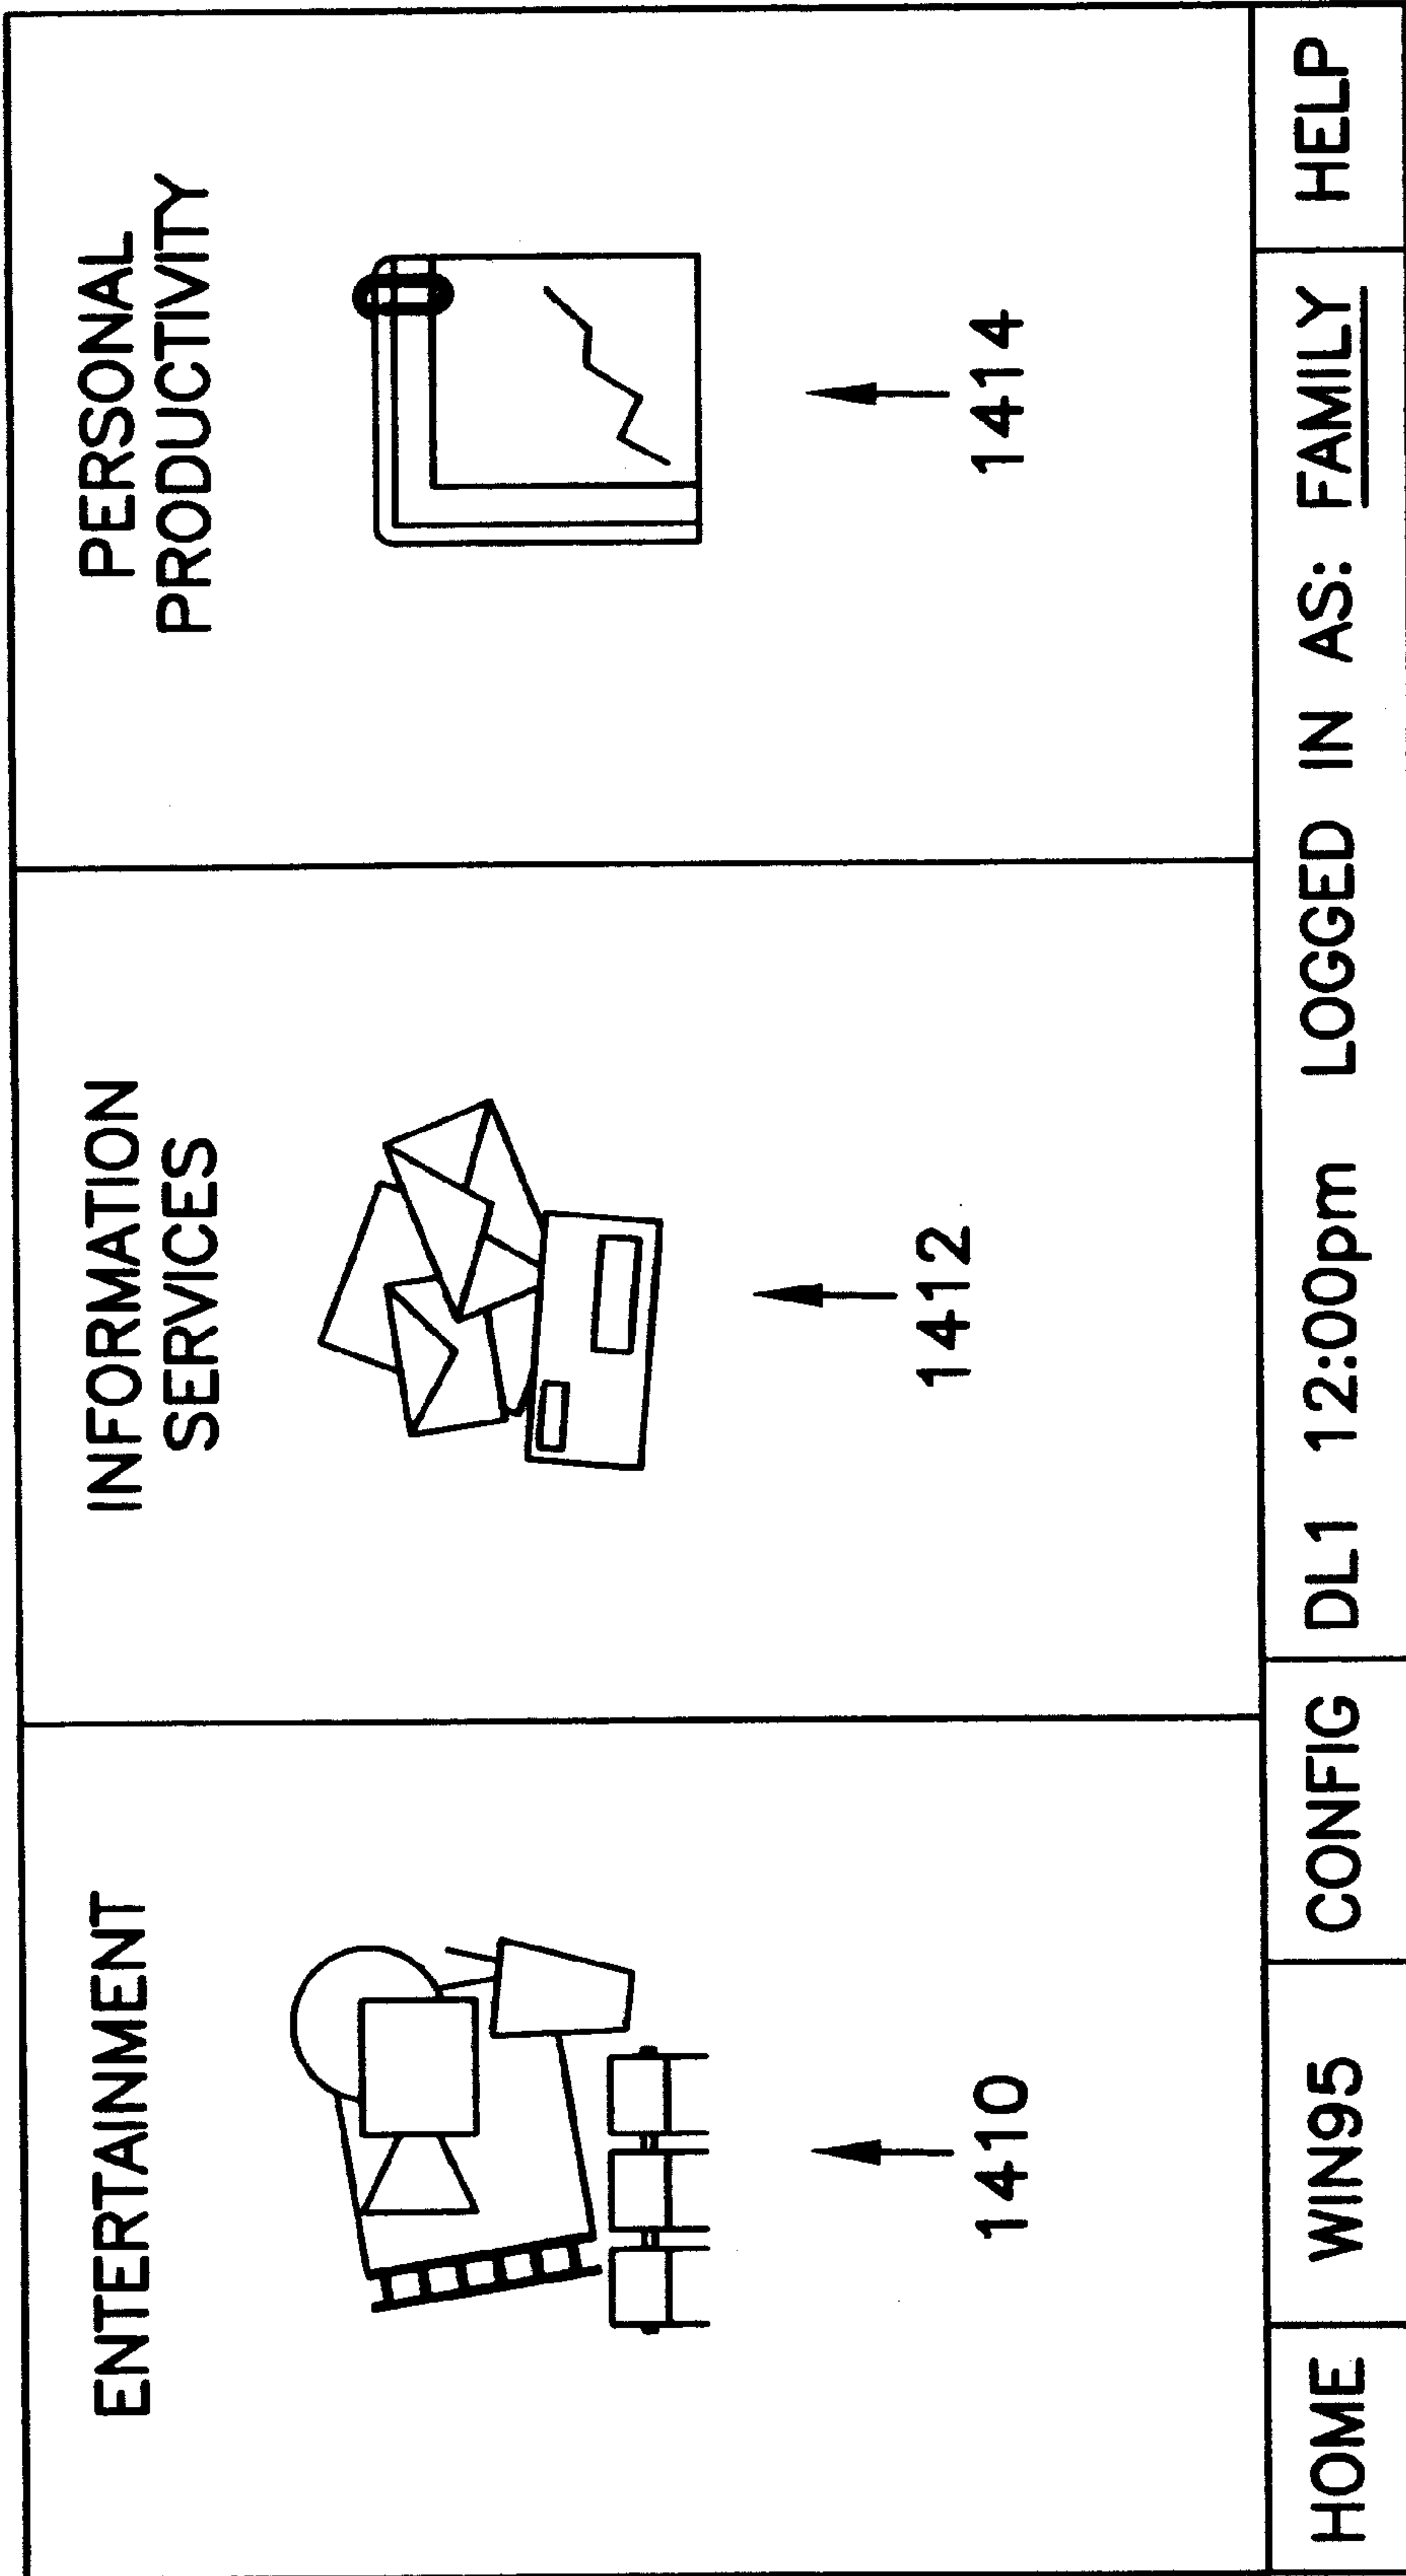 ENTERTAINMENT
1410
INFORMATION
SERVICES
1412
PERSONAL
PRODUCTIVITY
1414
HOME WIN95 CONFIG DL1 12:00pm LOGGED IN AS: FAMILY HELP